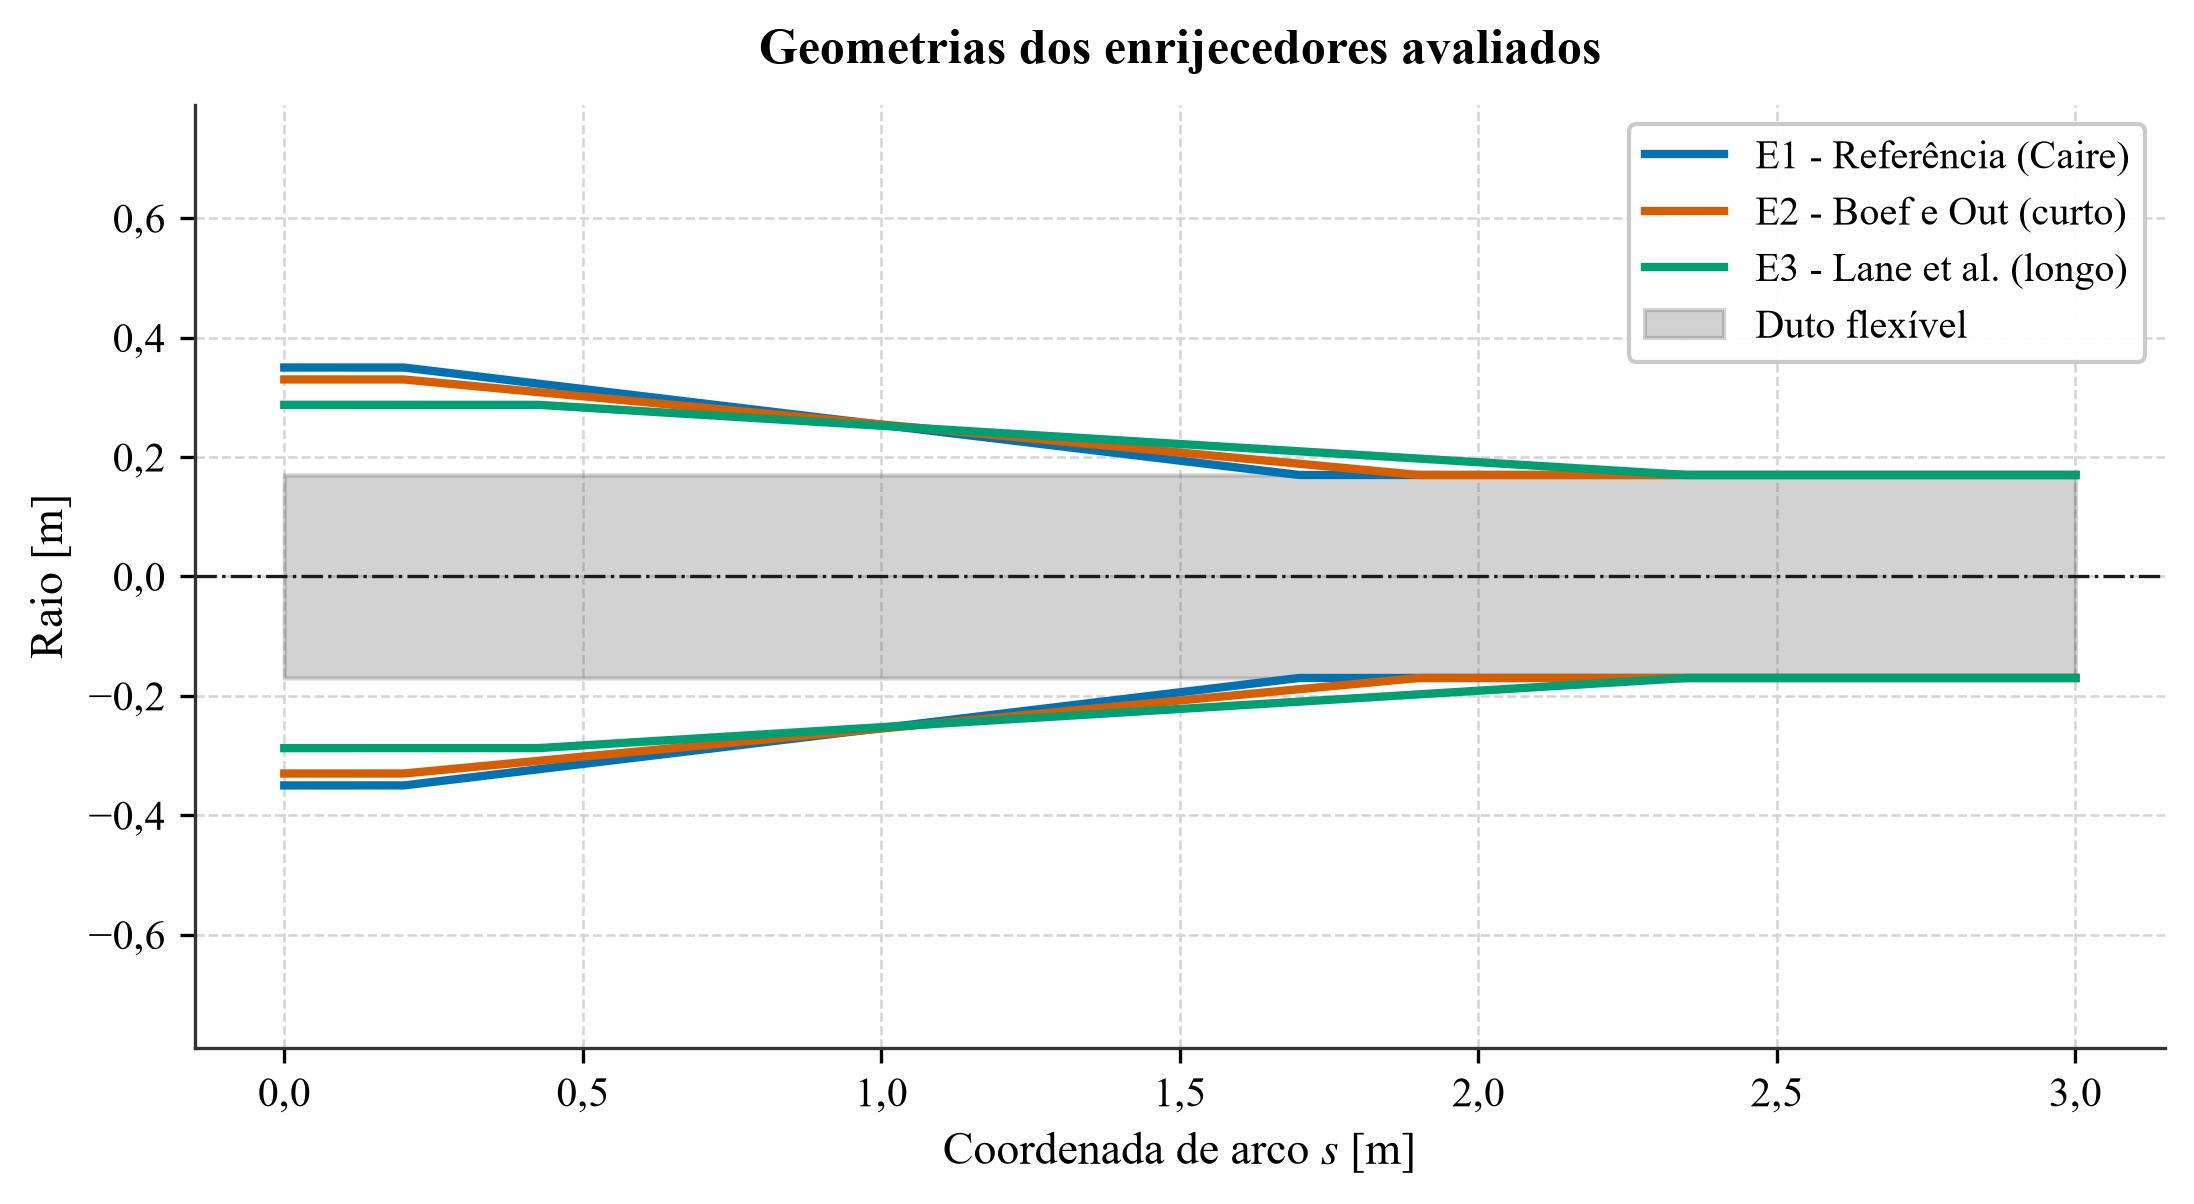 Geometrias dos enrijecedores avaliados
E1 - Referência (Caire)
E2 - Boef e Out (curto)
E3 - Lane et al. (longo)
Duto flexível
Raio [m]
0,6
0,4
0,2
0,0
−0,2
−0,4
−0,6
0,0 0,5 1,0 1,5 2,0 2,5 3,0
Coordenada de arco s [m]